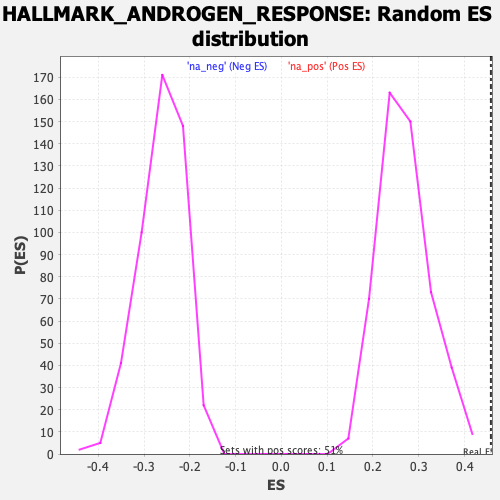 HALLMARK_ANDROGEN_RESPONSE: Random ES
distribution
'na_neg' (Neg ES) 'na_pos' (Pos ES)
170
160
150
140
130
120
110
100
90
80
70
60
50
40
30
20
10
0
P(ES)
Sets with pos scores: 51%
Real ES
-0.4 -0.3 -0.2 -0.1 0.0 0.1 0.2 0.3 0.4
ES